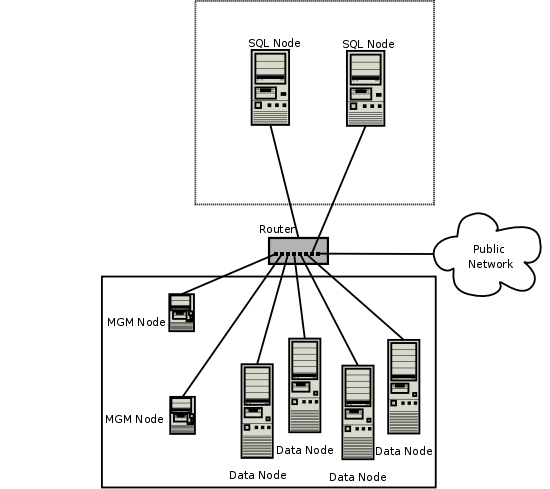 SQL Node
SQL Node
Router
Public
Network
MGM Node
MGM Node
Data Node
Data Node
Data Node
Data Node